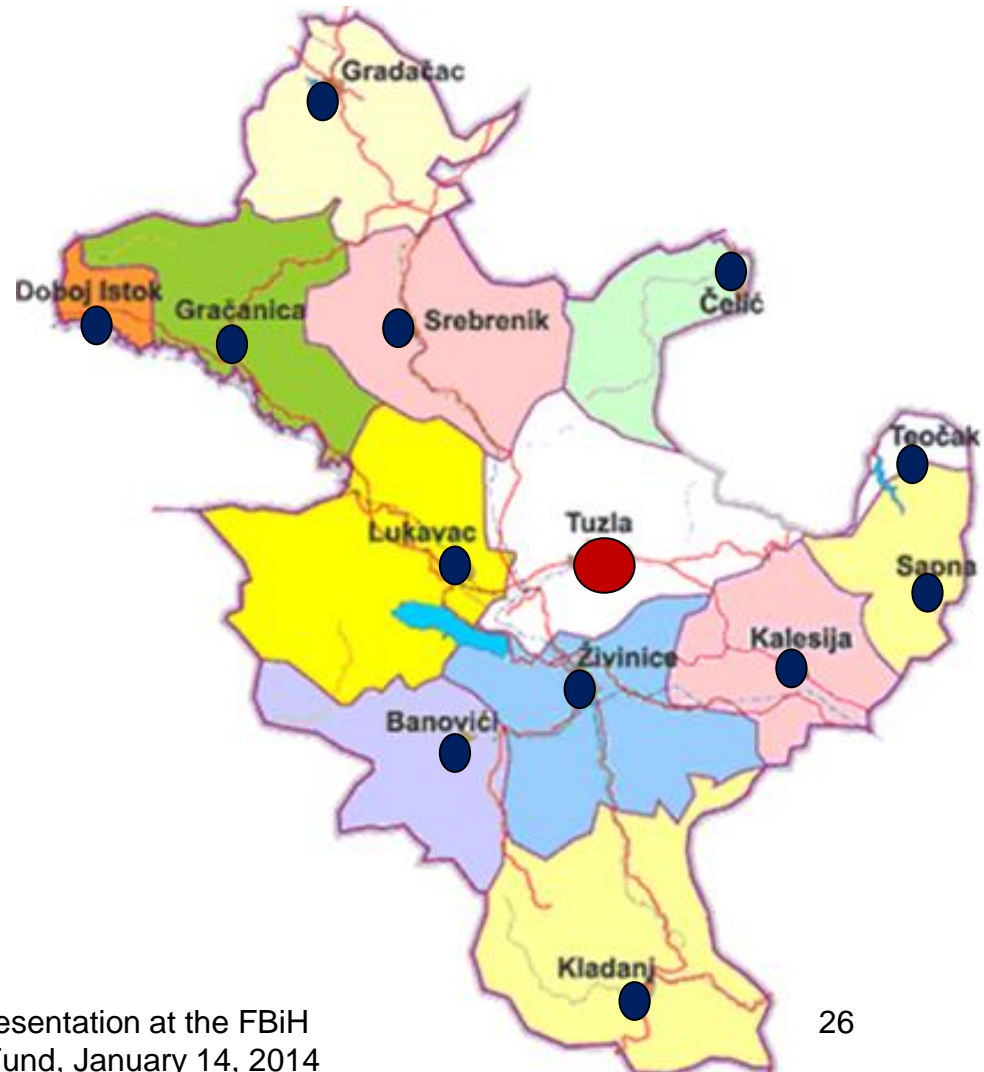 Gradačac
Čelić
Doboj Istok
Gračanica
Srebrenik
Teočak
Lukavac
Tuzla
Sapna
Kalesija
Živinice
Banovići
Kladanj
esentation at the FBiH
Fund, January 14, 2014
26